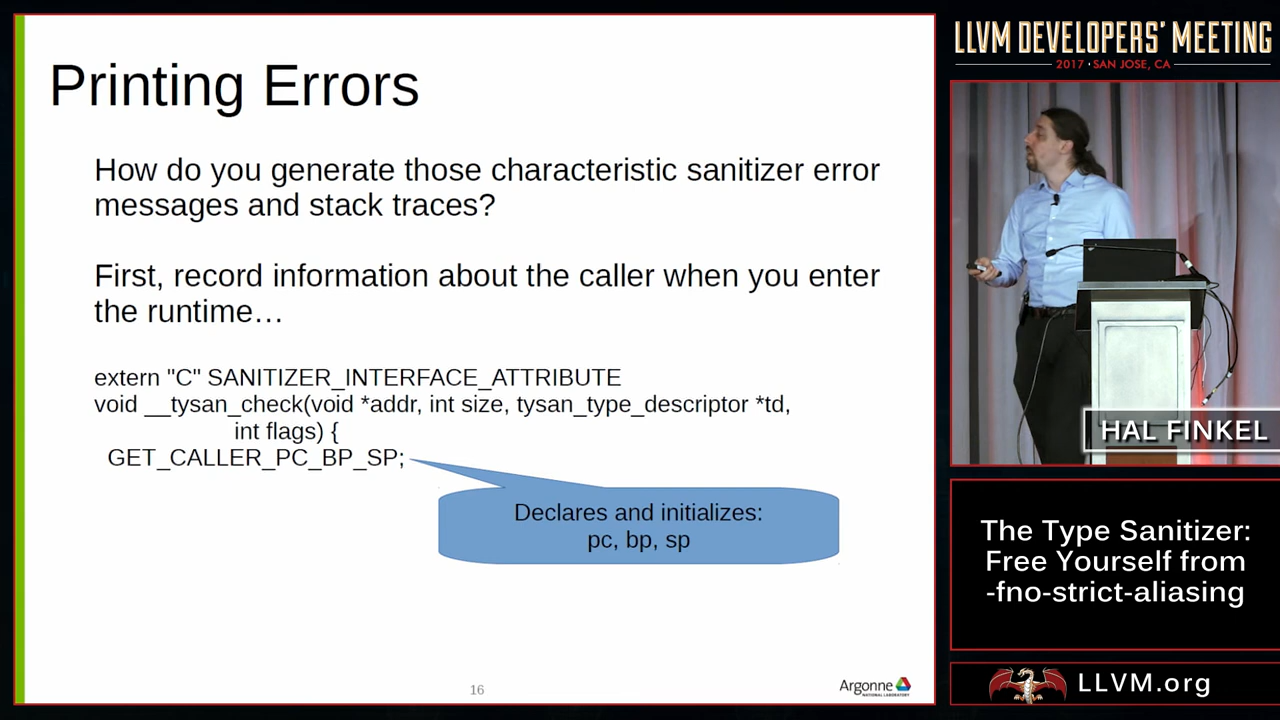 Printing Errors
How do you generate those characteristic sanitizer error
messages and stack traces?
First, record information about the caller when you enter
the runtime…
extern "C" SANITIZER_INTERFACE_ATTRIBUTE
void __tysan_check(void *addr, int size, tysan_type_descriptor *td,
int flags) {
GET_CALLER_PC_BP_SP;
Declares and initializes:
pc, bp, sp
16
Argonne
NATIONAL LABORATORY
LLVM DEVELOPERS' MEETING
2017 · SAN JOSE, CA
HAL FINKEL
The Type Sanitizer:
Free Yourself from
-fno-strict-aliasing
LLVM.org